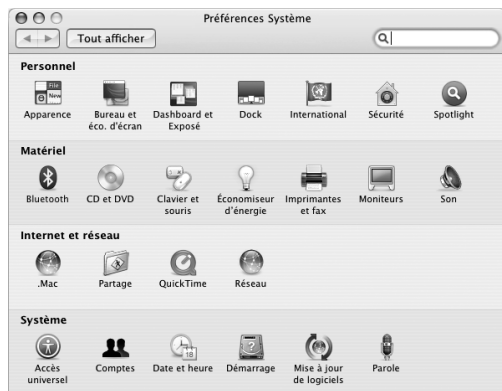 Préférences Système
Tout afficher
Personnel
File
New
Apparence
Bureau et
éco. d'écran
Dashboard et
Exposé
Dock
International
Sécurité
Spotlight
Matériel
Bluetooth
CD et DVD
Clavier et
souris
Économiseur
d'énergie
Imprimantes
et fax
Moniteurs
Son
Internet et réseau
.Mac
Partage
QuickTime
Réseau
Système
Accès
universel
Comptes
18
Date et heure
Démarrage
Mise à jour
de logiciels
Parole